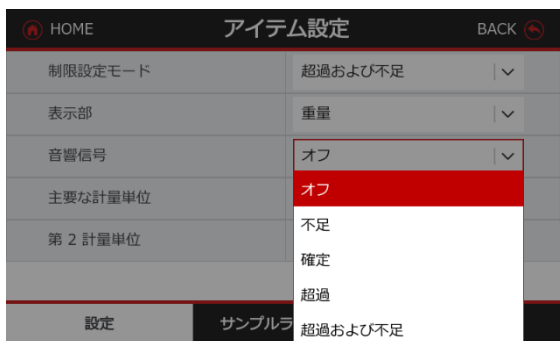 HOME アイテム設定 BACK
制限設定モード 超過および不足
表示部 重量
音響信号 オフ
オフ
主要な計量単位
不足
第 2 計量単位
確定
超過
設定 サンプルラ
超過および不足